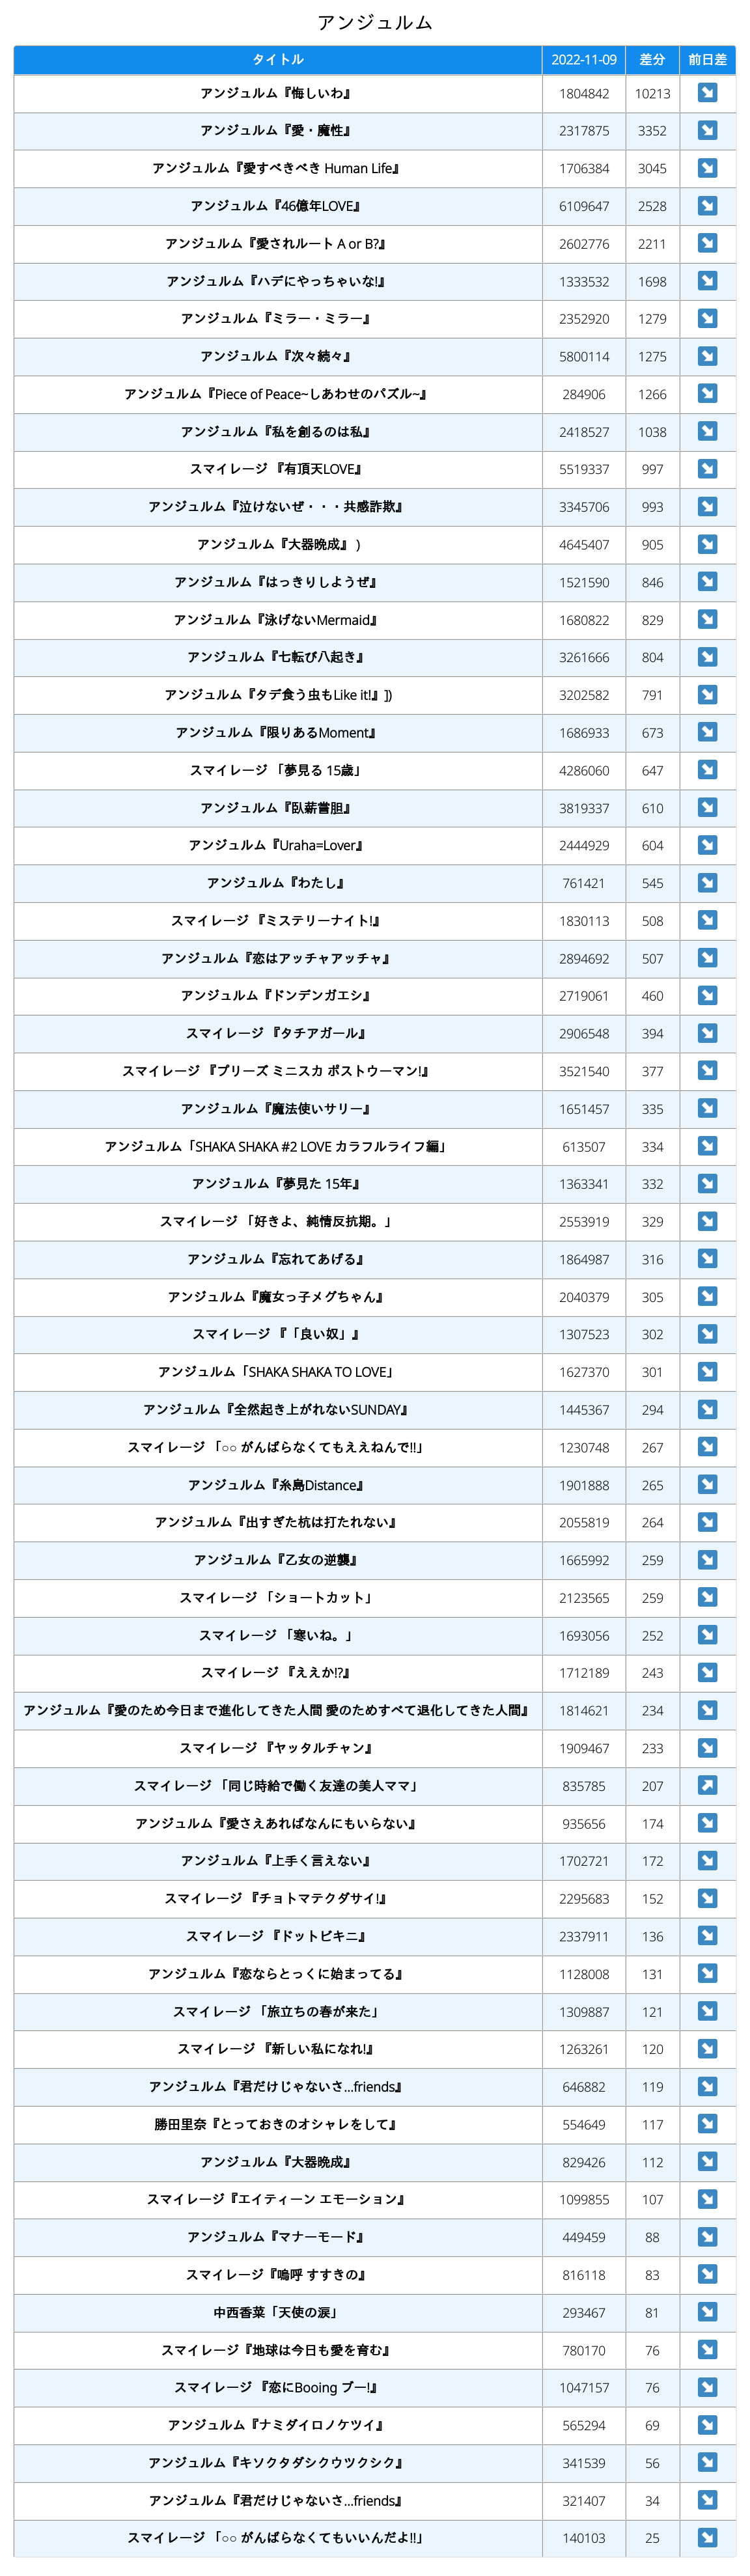 アンジュルム
タイトル 2022-11-09 差分 前日差
アンジュルム『悔しいわ』 1804842 10213 ↘
アンジュルム『愛・魔性』 2317875 3352 ↘
アンジュルム『愛すべきべき Human Life』 1706384 3045 ↘
アンジュルム『46億年LOVE』 6109647 2528 ↘
アンジュルム『愛されルート A or B?』 2602776 2211 ↘
アンジュルム『ハデにやっちゃいな!』 1333532 1698 ↘
アンジュルム『ミラー・ミラー』 2352920 1279 ↘
アンジュルム『次々続々』 5800114 1275 ↘
アンジュルム『Piece of Peace~しあわせのパズル~』 284906 1266 ↘
アンジュルム『私を創るのは私』 2418527 1038 ↘
スマイレージ 『有頂天LOVE』 5519337 997 ↘
アンジュルム『泣けないぜ・・・共感詐欺』 3345706 993 ↘
アンジュルム『大器晩成』 ) 4645407 905 ↘
アンジュルム『はっきりしようぜ』 1521590 846 ↘
アンジュルム『泳げないMermaid』 1680822 829 ↘
アンジュルム『七転び八起き』 3261666 804 ↘
アンジュルム『タデ食う虫もLike it!』]) 3202582 791 ↘
アンジュルム『限りあるMoment』 1686933 673 ↘
スマイレージ 「夢見る 15歳」 4286060 647 ↘
アンジュルム『臥薪嘗胆』 3819337 610 ↘
アンジュルム『Uraha=Lover』 2444929 604 ↘
アンジュルム『わたし』 761421 545 ↘
スマイレージ 『ミステリーナイト!』 1830113 508 ↘
アンジュルム『恋はアッチャアッチャ』 2894692 507 ↘
アンジュルム『ドンデンガエシ』 2719061 460 ↘
スマイレージ 『タチアガール』 2906548 394 ↘
スマイレージ 『プリーズ ミニスカ ポストウーマン!』 3521540 377 ↘
アンジュルム『魔法使いサリー』 1651457 335 ↘
アンジュルム「SHAKA SHAKA #2 LOVE カラフルライフ編」 613507 334 ↘
アンジュルム『夢見た 15年』 1363341 332 ↘
スマイレージ 「好きよ、純情反抗期。」 2553919 329 ↘
アンジュルム『忘れてあげる』 1864987 316 ↘
アンジュルム『魔女っ子メグちゃん』 2040379 305 ↘
スマイレージ 『「良い奴」』 1307523 302 ↘
アンジュルム「SHAKA SHAKA TO LOVE」 1627370 301 ↘
アンジュルム『全然起き上がれないSUNDAY』 1445367 294 ↘
スマイレージ 「○○ がんばらなくてもええねんで!!」 1230748 267 ↘
アンジュルム『糸島Distance』 1901888 265 ↘
アンジュルム『出すぎた杭は打たれない』 2055819 264 ↘
アンジュルム『乙女の逆襲』 1665992 259 ↘
スマイレージ 「ショートカット」 2123565 259 ↘
スマイレージ 「寒いね。」 1693056 252 ↘
スマイレージ 『ええか!?』 1712189 243 ↘
アンジュルム『愛のため今日まで進化してきた人間 愛のためすべて退化してきた人間』 1814621 234 ↘
スマイレージ 『ヤッタルチャン』 1909467 233 ↘
スマイレージ 「同じ時給で働く友達の美人ママ」 835785 207 ↗
アンジュルム『愛さえあればなんにもいらない』 935656 174 ↘
アンジュルム『上手く言えない』 1702721 172 ↘
スマイレージ 『チョトマテクダサイ!』 2295683 152 ↘
スマイレージ 『ドットビキニ』 2337911 136 ↘
アンジュルム『恋ならとっくに始まってる』 1128008 131 ↘
スマイレージ 「旅立ちの春が来た」 1309887 121 ↘
スマイレージ 『新しい私になれ!』 1263261 120 ↘
アンジュルム『君だけじゃないさ...friends』 646882 119 ↘
勝田里奈『とっておきのオシャレをして』 554649 117 ↘
アンジュルム『大器晩成』 829426 112 ↘
スマイレージ『エイティーン エモーション』 1099855 107 ↘
アンジュルム『マナーモード』 449459 88 ↘
スマイレージ『嗚呼 すすきの』 816118 83 ↘
中西香菜「天使の涙」 293467 81 ↘
スマイレージ『地球は今日も愛を育む』 780170 76 ↘
スマイレージ 『恋にBooing ブー!』 1047157 76 ↘
アンジュルム『ナミダイロノケツイ』 565294 69 ↘
アンジュルム『キソクタダシクウツクシク』 341539 56 ↘
アンジュルム『君だけじゃないさ...friends』 321407 34 ↘
スマイレージ 「○○ がんばらなくてもいいんだよ!!」 140103 25 ↘